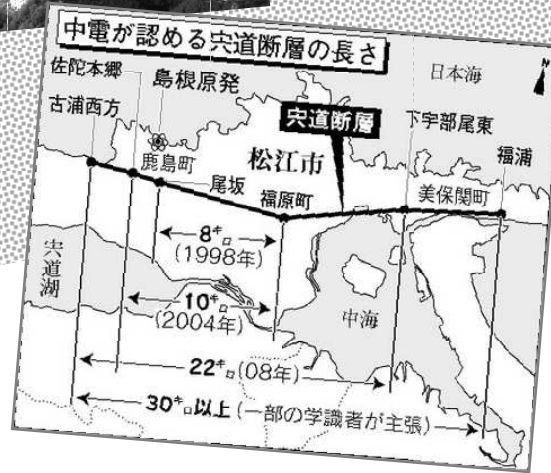 中電が認める宍道断層の長さ
日本海
N
佐陀本郷
島根原発
古浦西方
宍道断層
下宇部尾東
福浦
鹿島町
松江市
尾坂
福原町
美保関町
8㌔
(1998年)
宍道湖
10㌔
(2004年)
中海
22㌔(08年)
30㌔以上(一部の学識者が主張)